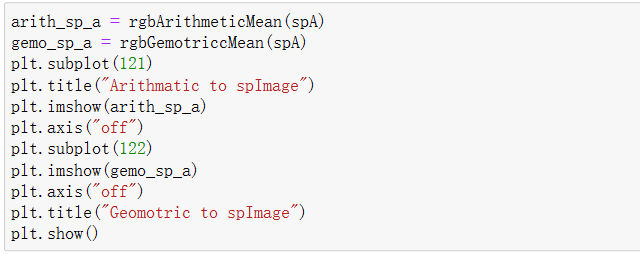 arith_sp_a = rgbArithmeticMean(spA)
gemo_sp_a = rgbGemotriccMean(spA)
plt.subplot(121)
plt.title("Arithmatic to spImage")
plt.imshow(arith_sp_a)
plt.axis("off")
plt.subplot(122)
plt.imshow(gemo_sp_a)
plt.axis("off")
plt.title("Geomotric to spImage")
plt.show()